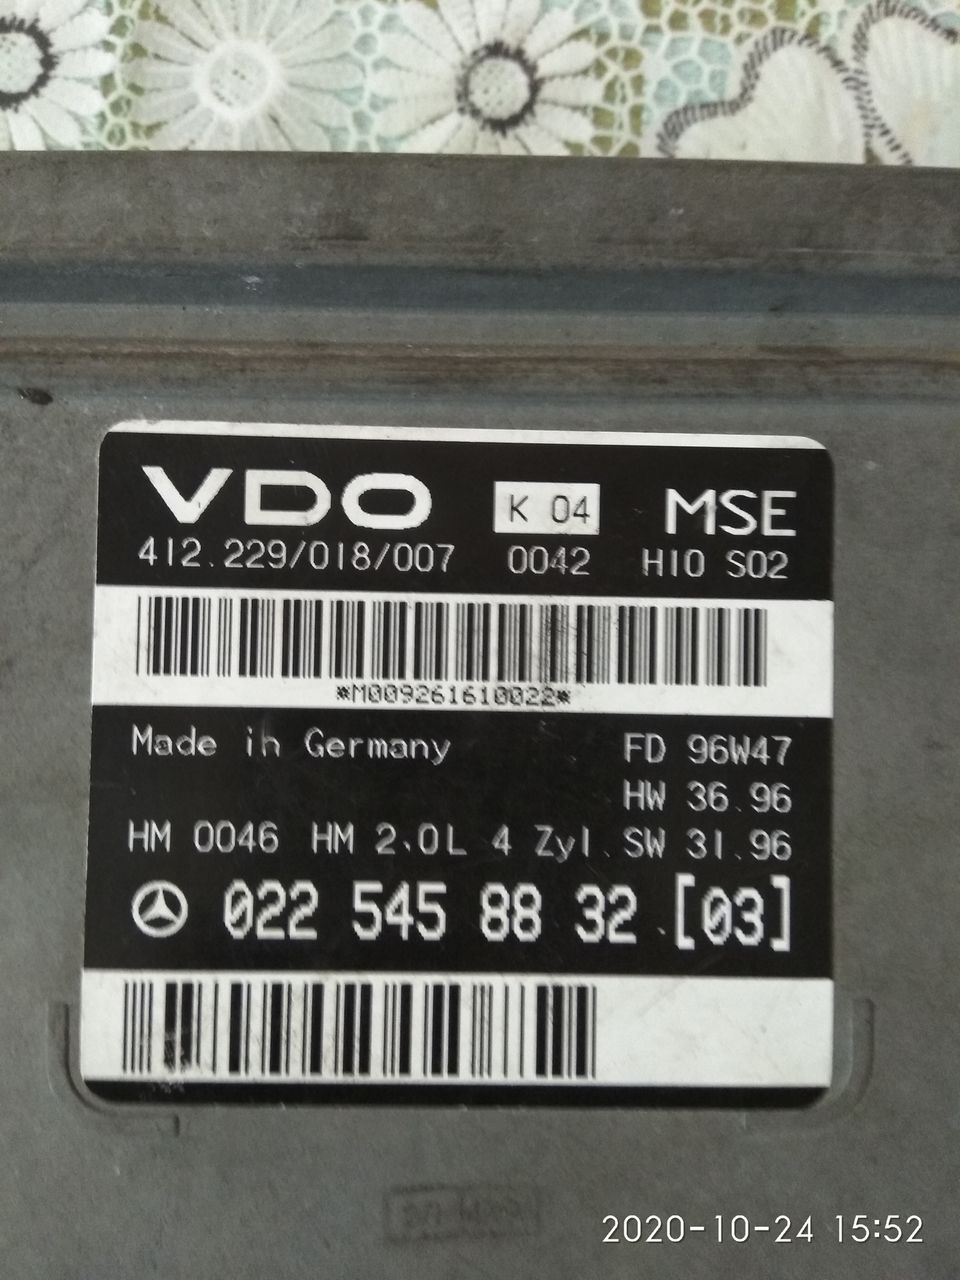 VDO K 04 MSE
412.229/018/007 0042 H10 S02
*M009261610022*
Made in Germany FD 96W47
HW 36.96
HM 0046 HM 2.0L 4 Zyl. SW 31.96
022 545 88 32 [03]
2020-10-24 15:52